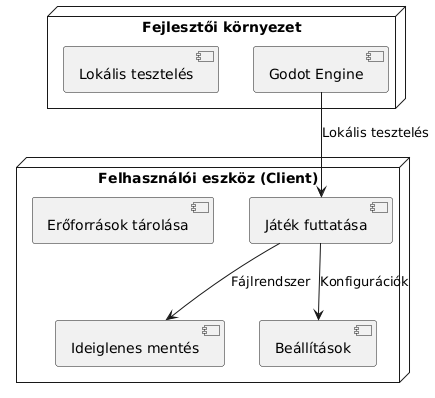 Fejlesztői környezet
Lokális tesztelés
Godot Engine
Lokális tesztelés
Felhasználói eszköz (Client)
Erőforrások tárolása
Játék futtatása
Fájlrendszer
Konfigurációk
Ideiglenes mentés
Beállítások